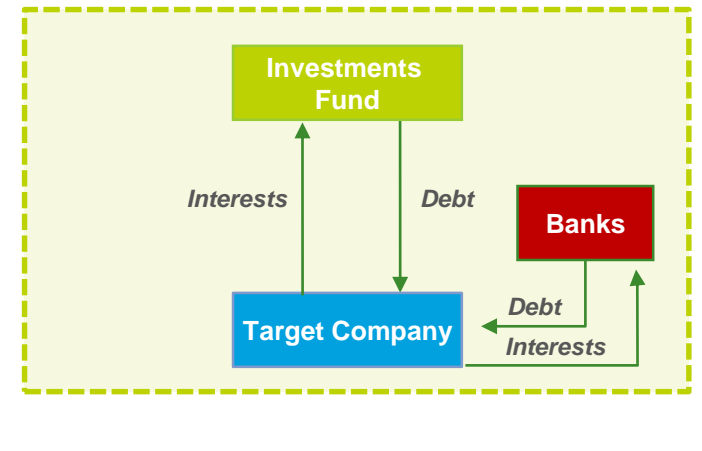 Investments
Fund
Interests
Debt
Banks
Target Company
Debt
Interests